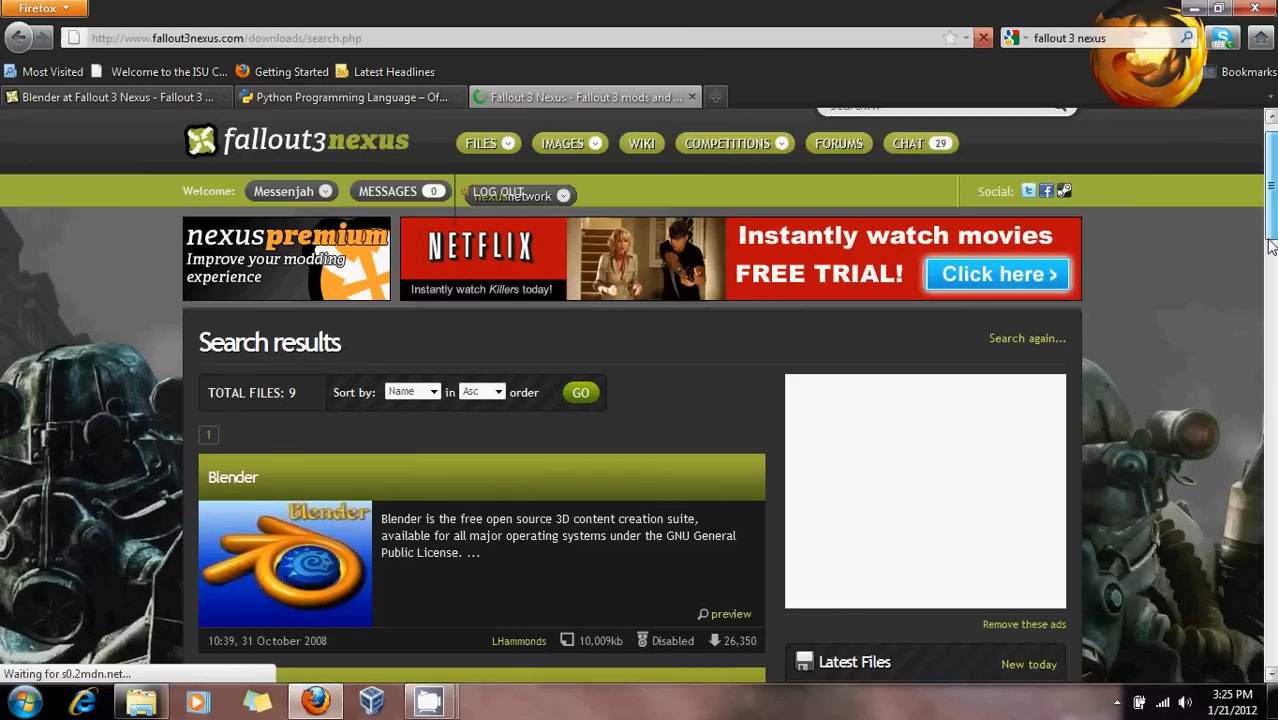 Firefox
http://www.fallout3nexus.com/downloads/search.php
fallout 3 nexus
Most Visited
Welcome to the ISU C...
Getting Started
Latest Headlines
Bookmarks
Blender at Fallout 3 Nexus - Fallout 3 ...
Python Programming Language – Of...
Fallout 3 Nexus - Fallout 3 mods and ...
fallout3nexus
FILES
IMAGES
WIKI
COMPETITIONS
FORUMS
CHAT 29
Welcome:
Messenjah
MESSAGES 0
LOG OUT
nexusnetwork
Social:
nexuspremium
Improve your modding
experience
NETFLIX
Instantly watch Killers today!
Instantly watch movies
FREE TRIAL!
Click here >
Search results
Search again...
TOTAL FILES: 9
Sort by:
Name
in
Asc
order
GO
1
Blender
Blender
Blender is the free open source 3D content creation suite,
available for all major operating systems under the GNU General
Public License. ...
preview
10:39, 31 October 2008
LHammonds
10,009kb
Disabled
26,350
Remove these ads
Latest Files
New today
Waiting for s0.2mdn.net...
3:25 PM
1/21/2012